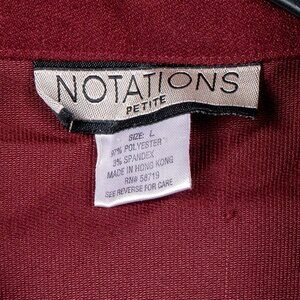 NOTATIONS
PETITE
SIZE: L
97% POLYESTER
3% SPANDEX
MADE IN HONG KONG
RN# 58719
SEE REVERSE FOR CARE